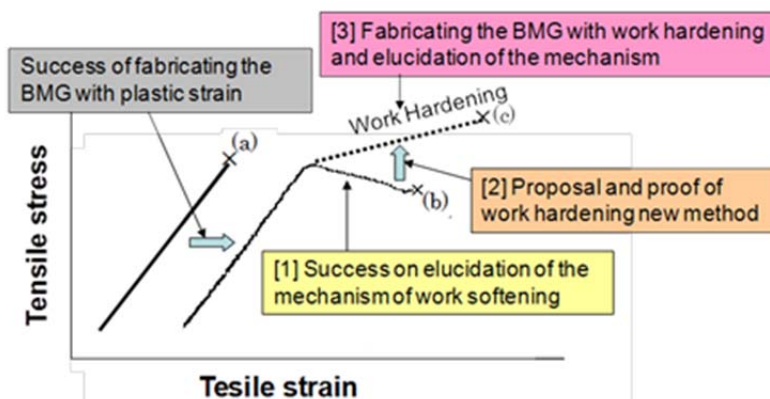 [3] Fabricating the BMG with work hardening
and elucidation of the mechanism
Success of fabricating the
BMG with plastic strain
Work Hardening
(a)
(c)
(b)
[2] Proposal and proof of
work hardening new method
[1] Success on elucidation of the
mechanism of work softening
Tensile stress
Tesile strain